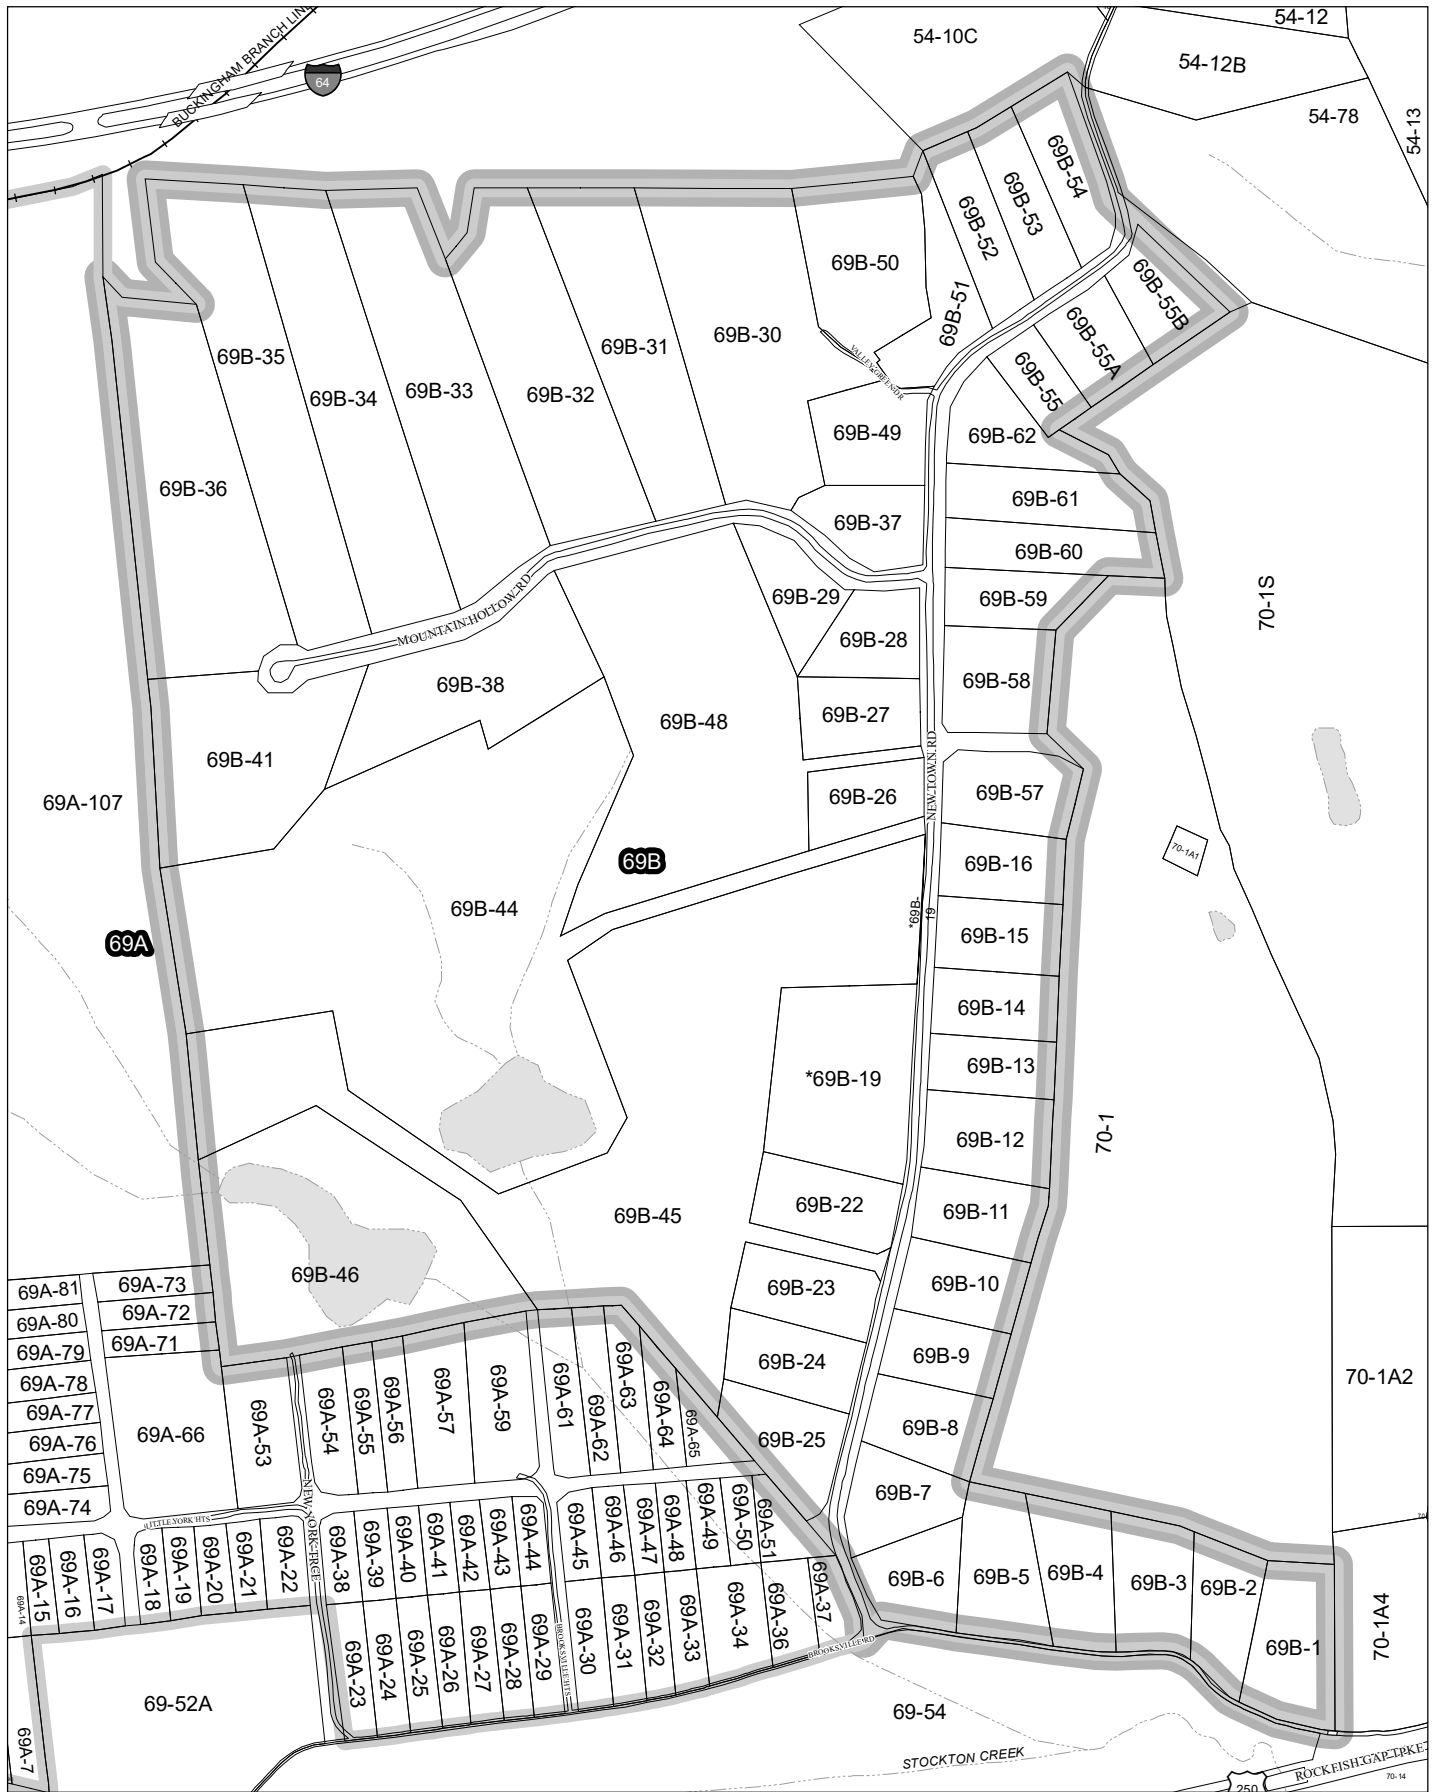 54-12
54-10C
54-12B
BUCKINGHAM BRANCH LINE
64
54-78
54-13
69B-54
69B-53
69B-52
69B-50
69B-51
69B-55B
69B-55A
69B-55
69B-30
69B-31
69B-35
69B-34
69B-33
69B-32
VALLEY GREEN DR
69B-49
69B-62
69B-36
69B-61
69B-37
69B-60
69B-29
69B-59
70-1S
MOUNTAIN HOLLOW RD
69B-28
69B-38
69B-58
69B-48
69B-27
69B-41
NEWTOWN RD
69A-107
69B-26
69B-57
69B
69B-16
70-1A1
69B-44
*69B-
19
69A
69B-15
69B-14
69B-13
*69B-19
69B-12
70-1
69B-22
69B-45
69B-11
69B-46
69B-10
69B-23
69A-81
69A-73
69A-80
69A-72
69A-79
69A-71
69A-78
69A-77
69A-76
69A-75
69A-74
69A-66
69A-53
69A-54
69A-55
69A-56
69A-57
69A-59
69A-61
69A-62
69A-63
69A-64
69A-65
69B-24
69B-9
70-1A2
69B-25
69B-8
69B-7
LITTLE YORK HTS
NEW YORK TRCE
69A-14
69A-15
69A-16
69A-17
69A-18
69A-19
69A-20
69A-21
69A-22
69A-38
69A-39
69A-40
69A-41
69A-42
69A-43
69A-44
69A-45
69A-46
69A-47
69A-48
69A-49
69A-50
69A-51
69B-6
69B-5
69B-4
69B-3
69B-2
69B-1
70-1A4
69A-23
69A-24
69A-25
69A-26
69A-27
69A-28
69A-29
BROOKSVILLE HTS
69A-30
69A-31
69A-32
69A-33
69A-34
69A-36
69A-37
BROOKSVILLE RD
69-52A
69A-7
69-54
STOCKTON CREEK
250
ROCKFISH GAP TPKE
70-14